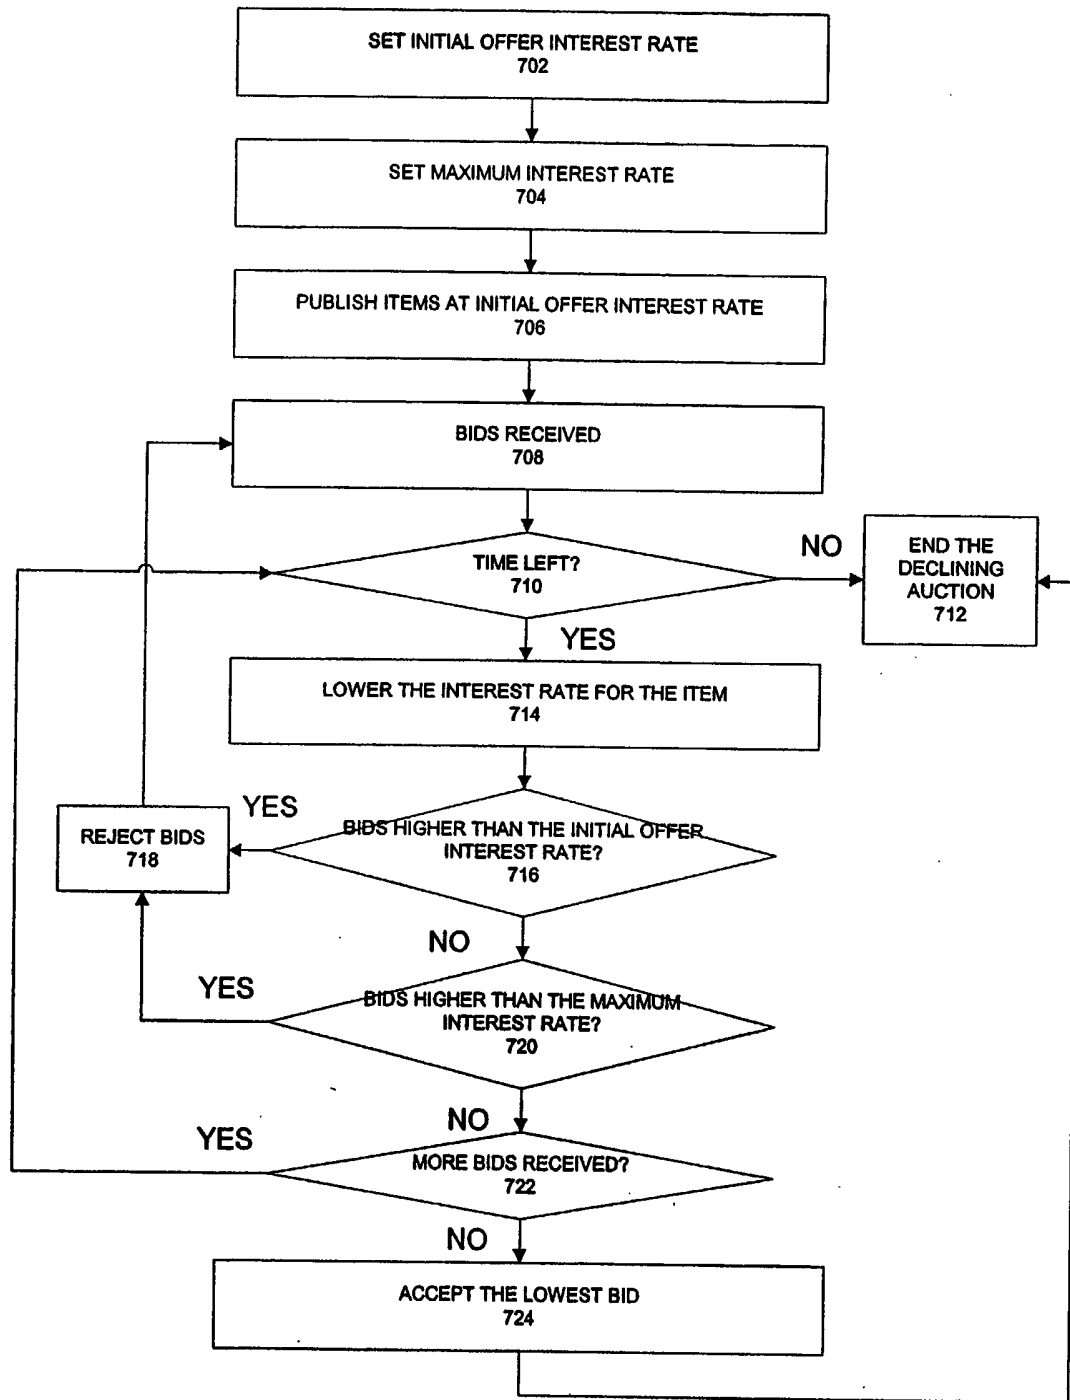 SET INITIAL OFFER INTEREST RATE
702
SET MAXIMUM INTEREST RATE
704
PUBLISH ITEMS AT INITIAL OFFER INTEREST RATE
706
BIDS RECEIVED
708
TIME LEFT?
710
NO
END THE
DECLINING
AUCTION
712
YES
LOWER THE INTEREST RATE FOR THE ITEM
714
YES
BIDS HIGHER THAN THE INITIAL OFFER
INTEREST RATE?
716
REJECT BIDS
718
NO
YES
BIDS HIGHER THAN THE MAXIMUM
INTEREST RATE?
720
NO
YES
MORE BIDS RECEIVED?
722
NO
ACCEPT THE LOWEST BID
724